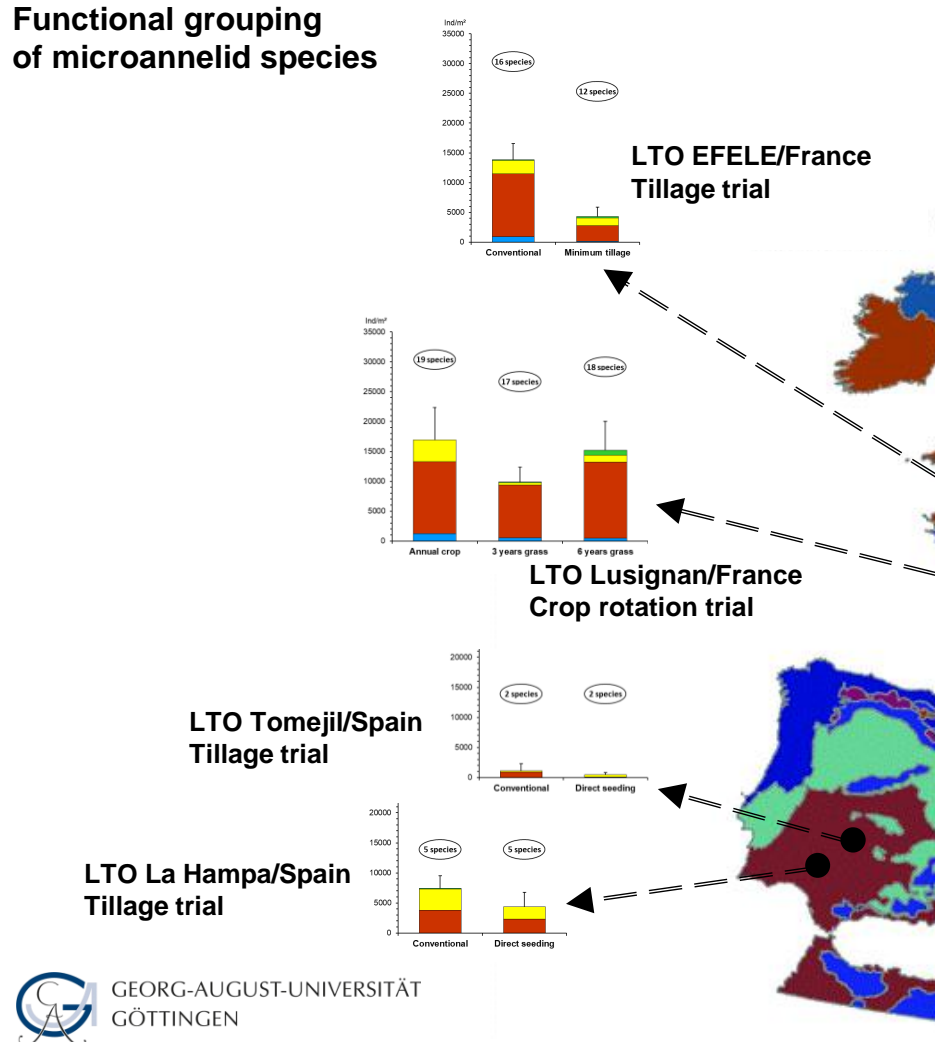 Functional grouping
of microannelid species
Ind/m²
35000
30000
25000
20000
15000
10000
5000
0
16 species
12 species
Conventional
Minimum tillage
LTO EFELE/France
Tillage trial
Ind/m²
35000
30000
25000
20000
15000
10000
5000
0
19 species
17 species
18 species
Annual crop
3 years grass
6 years grass
LTO Lusignan/France
Crop rotation trial
20000
15000
10000
5000
0
2 species
2 species
Conventional
Direct seeding
LTO Tomejil/Spain
Tillage trial
20000
15000
10000
5000
0
5 species
5 species
Conventional
Direct seeding
LTO La Hampa/Spain
Tillage trial
GEORG-AUGUST-UNIVERSITÄT
GÖTTINGEN